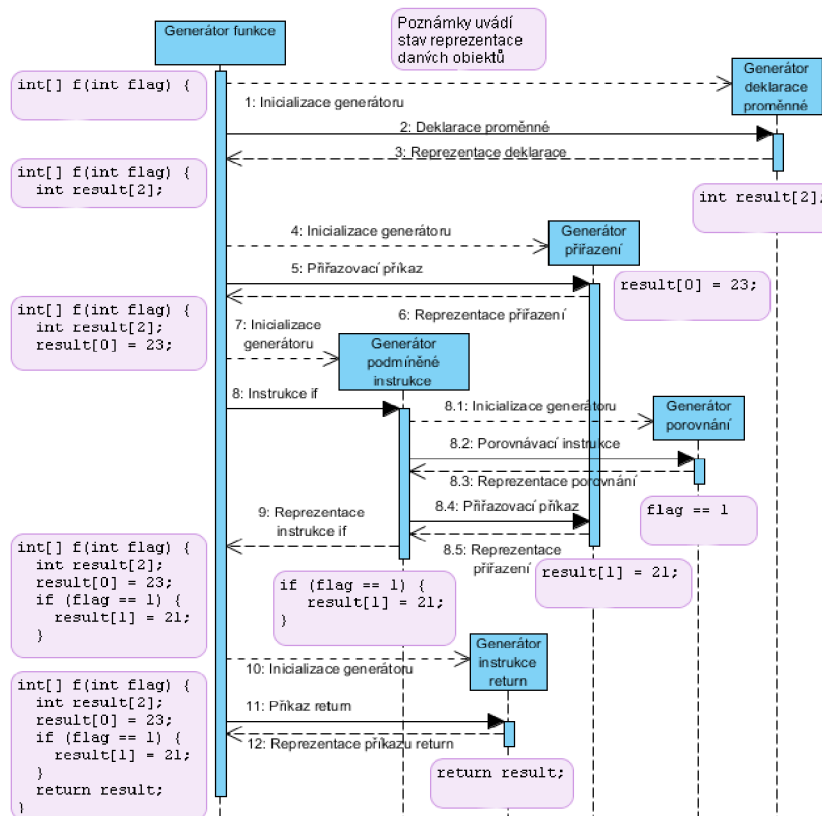 Generátor funkce
Poznámky uvádí
stav reprezentace
daných obiektů
Generátor
deklarace
proměnné
int[] f(int flag) {
1: Inicializace generátoru
2: Deklarace proměnné
3: Reprezentace deklarace
int[] f(int flag) {
int result[2];
int result[2];
4: Inicializace generátoru
Generátor
přiřazení
5: Přiřazovací příkaz
result[0] = 23;
6: Reprezentace přiřazení
int[] f(int flag) {
int result[2];
result[0] = 23;
7: Inicializace
generátoru
Generátor
podmíněné
instrukce
8: Instrukce if
8.1: Inicializace generátoru
Generátor
porovnání
8.2: Porovnávací instrukce
8.3: Reprezentace porovnání
flag == 1
8.4: Přiřazovací příkaz
9: Reprezentace
instrukce if
8.5: Reprezentace
přiřazení
result[1] = 21;
int[] f(int flag) {
int result[2];
result[0] = 23;
if (flag == 1) {
result[1] = 21;
}
if (flag == 1) {
result[1] = 21;
}
Generátor
instrukce
return
10: Inicializace generátoru
11: Příkaz return
12: Reprezentace příkazu return
return result;
int[] f(int flag) {
int result[2];
result[0] = 23;
if (flag == 1) {
result[1] = 21;
}
return result;
}